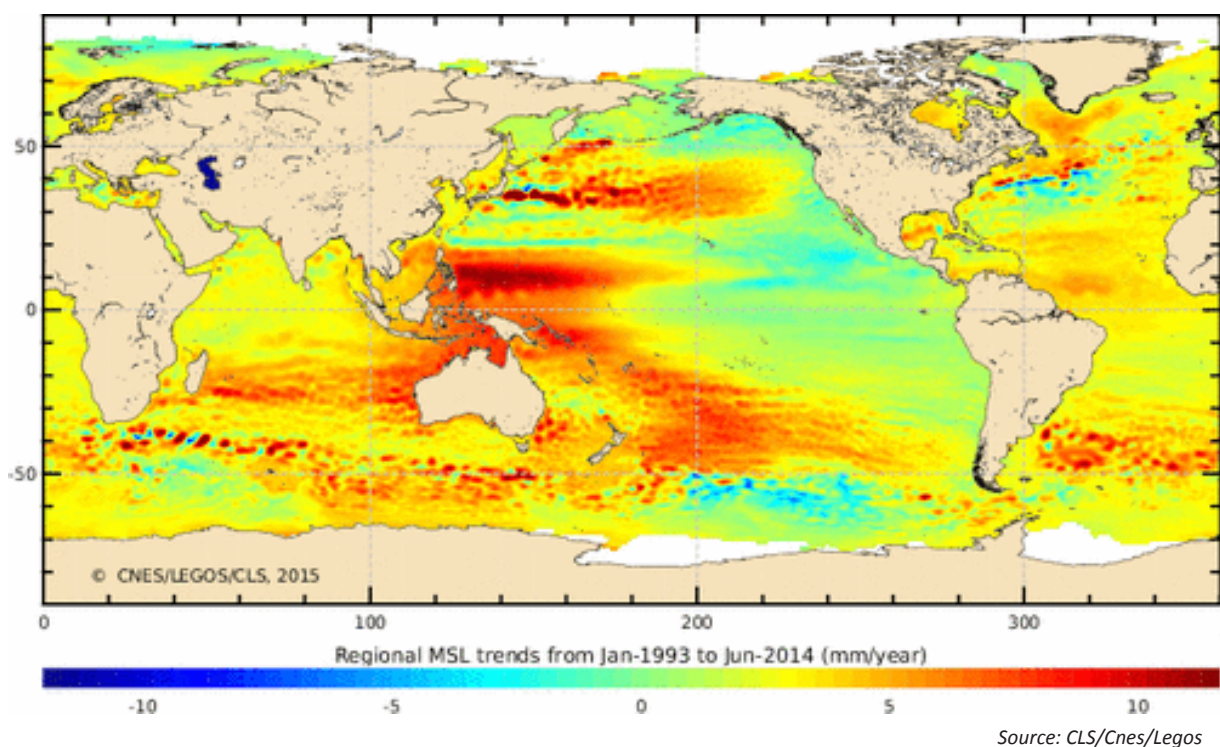 50
0
-50
© CNES/LEGOS/CLS, 2015
0 100 200 300
Regional MSL trends from Jan-1993 to Jun-2014 (mm/year)
-10 -5 0 5 10
Source: CLS/Cnes/Legos